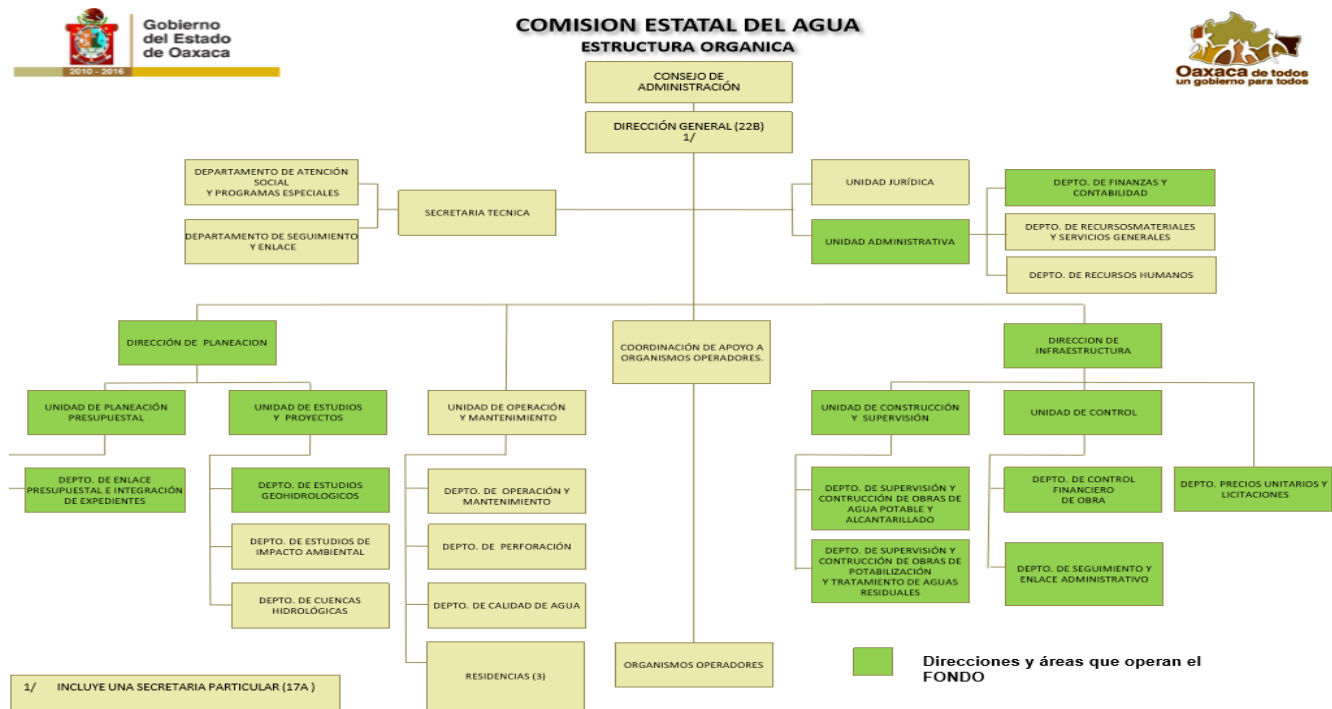 Gobierno
del Estado
de Oaxaca
2010 - 2016
COMISION ESTATAL DEL AGUA
ESTRUCTURA ORGANICA
Oaxaca de todos
un gobierno para todos
CONSEJO DE
ADMINISTRACIÓN
DIRECCIÓN GENERAL (22B)
1/
DEPARTAMENTO DE ATENCIÓN
SOCIAL
Y PROGRAMAS ESPECIALES
DEPARTAMENTO DE SEGUIMIENTO
Y ENLACE
SECRETARIA TECNICA
UNIDAD JURÍDICA
UNIDAD ADMINISTRATIVA
DEPTO. DE FINANZAS Y
CONTABILIDAD
DEPTO. DE RECURSOSMATERIALES
Y SERVICIOS GENERALES
DEPTO. DE RECURSOS HUMANOS
DIRECCIÓN DE PLANEACION
COORDINACIÓN DE APOYO A
ORGANISMOS OPERADORES.
DIRECCION DE
INFRAESTRUCTURA
UNIDAD DE PLANEACIÓN
PRESUPUESTAL
UNIDAD DE ESTUDIOS
Y PROYECTOS
UNIDAD DE OPERACIÓN
Y MANTENIMIENTO
UNIDAD DE CONSTRUCCIÓN
Y SUPERVISIÓN
UNIDAD DE CONTROL
DEPTO. DE ENLACE
PRESUPUESTAL E INTEGRACIÓN
DE EXPEDIENTES
DEPTO. DE ESTUDIOS
GEOHIDROLOGICOS
DEPTO. DE OPERACIÓN Y
MANTENIMIENTO
DEPTO. DE SUPERVISIÓN Y
CONTRUCCIÓN DE OBRAS DE
AGUA POTABLE Y
ALCANTARILLADO
DEPTO. DE CONTROL
FINANCIERO
DE OBRA
DEPTO. PRECIOS UNITARIOS Y
LICITACIONES
DEPTO. DE ESTUDIOS DE
IMPACTO AMBIENTAL
DEPTO. DE PERFORACIÓN
DEPTO. DE SUPERVISIÓN Y
CONTRUCCIÓN DE OBRAS DE
POTABILIZACIÓN
Y TRATAMIENTO DE AGUAS
RESIDUALES
DEPTO. DE SEGUIMIENTO Y
ENLACE ADMINISTRATIVO
DEPTO. DE CUENCAS
HIDROLÓGICAS
DEPTO. DE CALIDAD DE AGUA
RESIDENCIAS (3)
ORGANISMOS OPERADORES
Direcciones y áreas que operan el
FONDO
1/ INCLUYE UNA SECRETARIA PARTICULAR (17A )